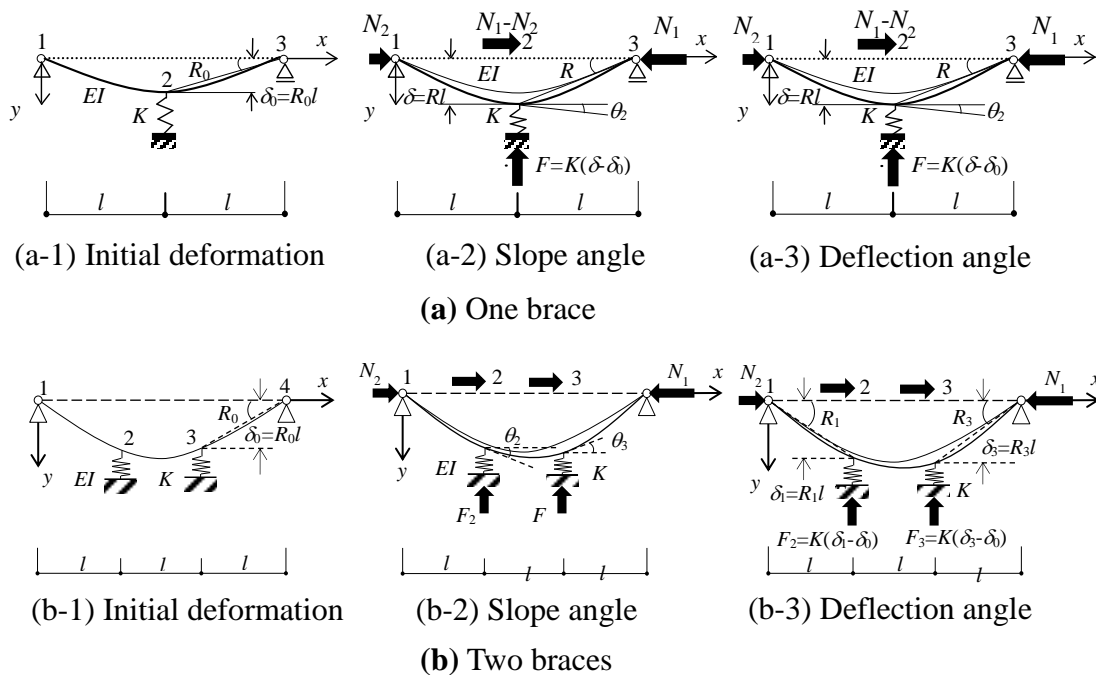 1 2 3 x
y EI K R₀ δ₀=R₀l
l l
(a-1) Initial deformation
N₂ 1 N₁-N₂ 2 3 N₁ x
y EI K R δ=Rl θ₂
F=K(δ-δ₀)
l l
(a-2) Slope angle
N₂ 1 N₁-N₂ 2 3 N₁ x
y EI K R δ=Rl θ₂
F=K(δ-δ₀)
l l
(a-3) Deflection angle
(a) One brace
1 2 3 4 x
y EI K R₀ δ₀=R₀l
l l l
(b-1) Initial deformation
N₂ 1 2 3 N₁ x
y EI K θ₂ θ₃
F₂ F
l l l
(b-2) Slope angle
N₂ 1 2 3 N₁ x
y R₁ R₃ δ₃=R₃l
δ₁=R₁l K
F₂=K(δ₁-δ₀) F₃=K(δ₃-δ₀)
l l l
(b-3) Deflection angle
(b) Two braces